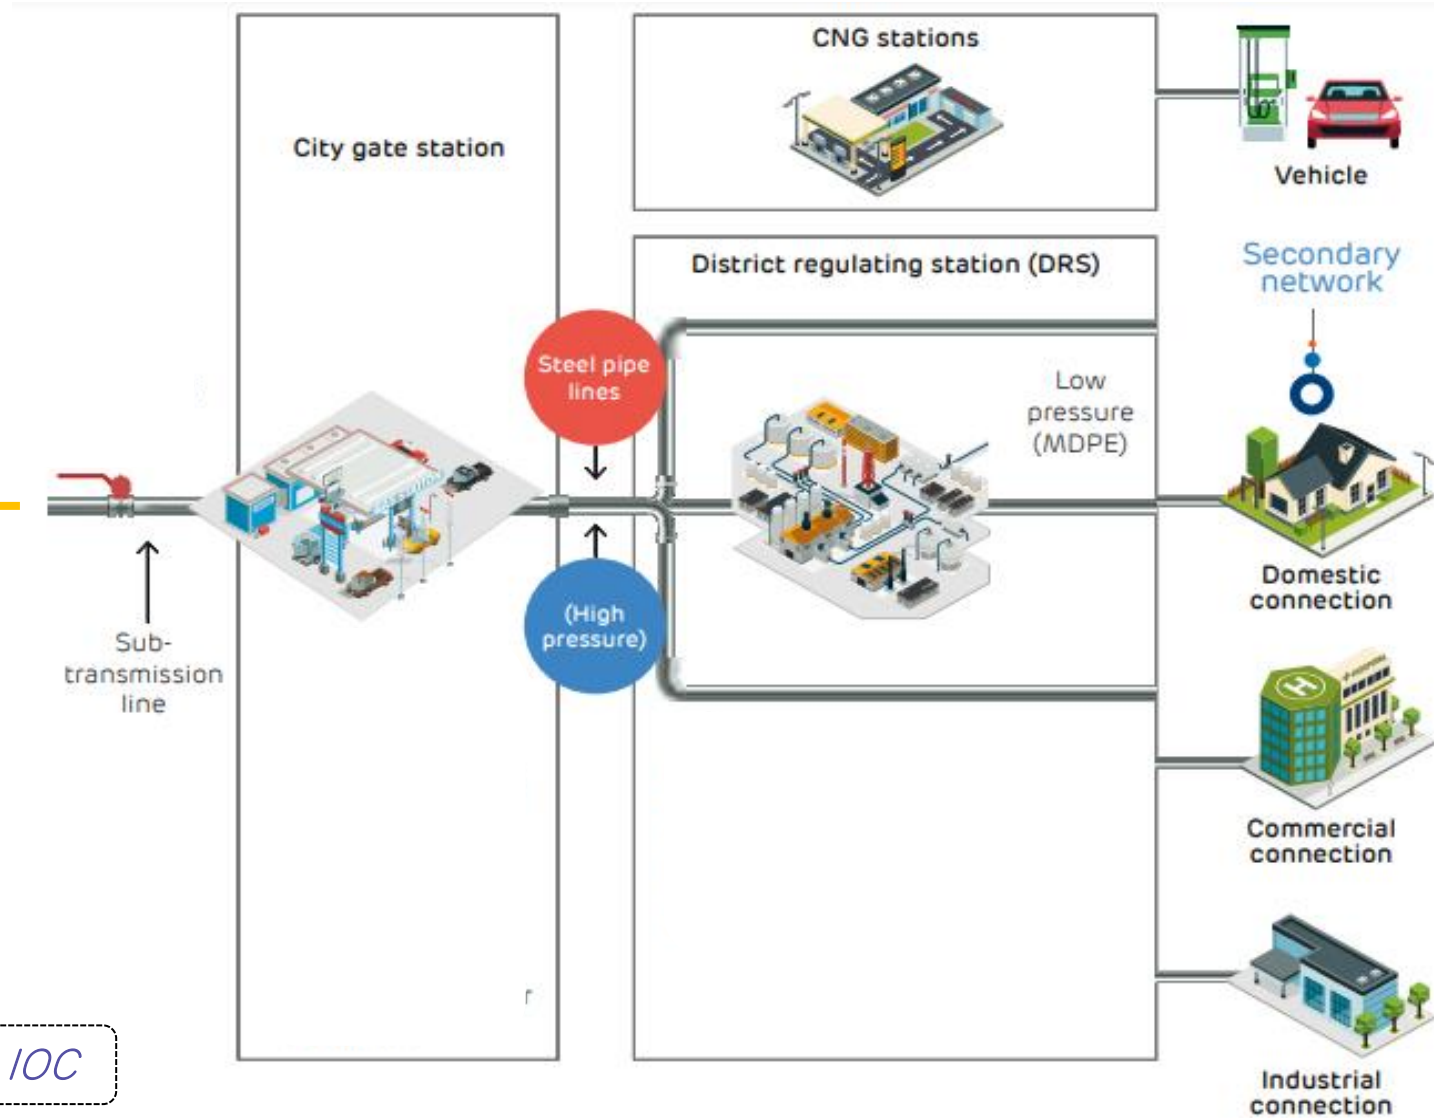 CNG stations
City gate station
Vehicle
District regulating station (DRS)
Secondary
network
Steel pipe
lines
Low
pressure
(MDPE)
Domestic
connection
(High
pressure)
Sub-
transmission
line
Commercial
connection
IOC
Industrial
connection